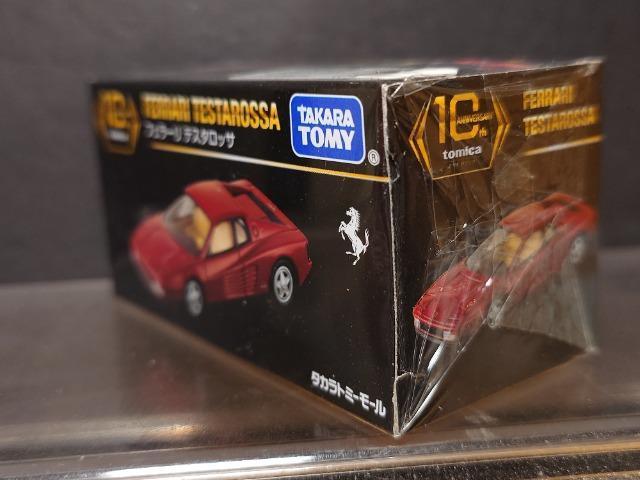 FERRARI TESTAROSSA
フェラーリ テスタロッサ
TAKARA
TOMY
®
タカラトミーモール
10th
ANNIVERSARY
tomica
FERRARI
TESTAROSSA